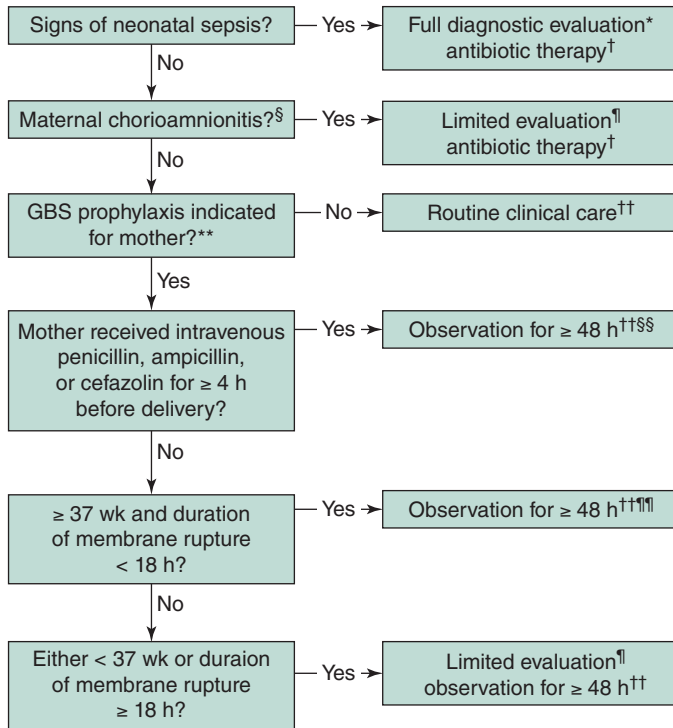 Signs of neonatal sepsis?
Yes
Full diagnostic evaluation*
antibiotic therapy†
No
Maternal chorioamnionitis?§
Yes
Limited evaluation¶
antibiotic therapy†
No
GBS prophylaxis indicated
for mother?**
No
Routine clinical care††
Yes
Mother received intravenous
penicillin, ampicillin,
or cefazolin for ≥ 4 h
before delivery?
Yes
Observation for ≥ 48 h††§§
No
≥ 37 wk and duration
of membrane rupture
< 18 h?
Yes
Observation for ≥ 48 h††¶¶
No
Either < 37 wk or duraion
of membrane rupture
≥ 18 h?
Yes
Limited evaluation¶
observation for ≥ 48 h††